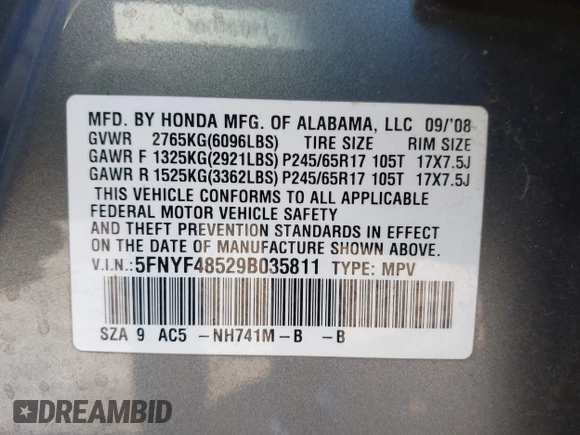 MFD. BY HONDA MFG. OF ALABAMA, LLC 09/'08
GVWR 2765KG(6096LBS) TIRE SIZE RIM SIZE
GAWR F 1325KG(2921LBS) P245/65R17 105T 17X7.5J
GAWR R 1525KG(3362LBS) P245/65R17 105T 17X7.5J
THIS VEHICLE CONFORMS TO ALL APPLICABLE
FEDERAL MOTOR VEHICLE SAFETY
AND THEFT PREVENTION STANDARDS IN EFFECT
ON THE DATE OF MANUFACTURE SHOWN ABOVE.
V.I.N.: 5FNYF48529B035811 TYPE: MPV
SZA 9 AC5 -NH741M-B -B
DREAMBID